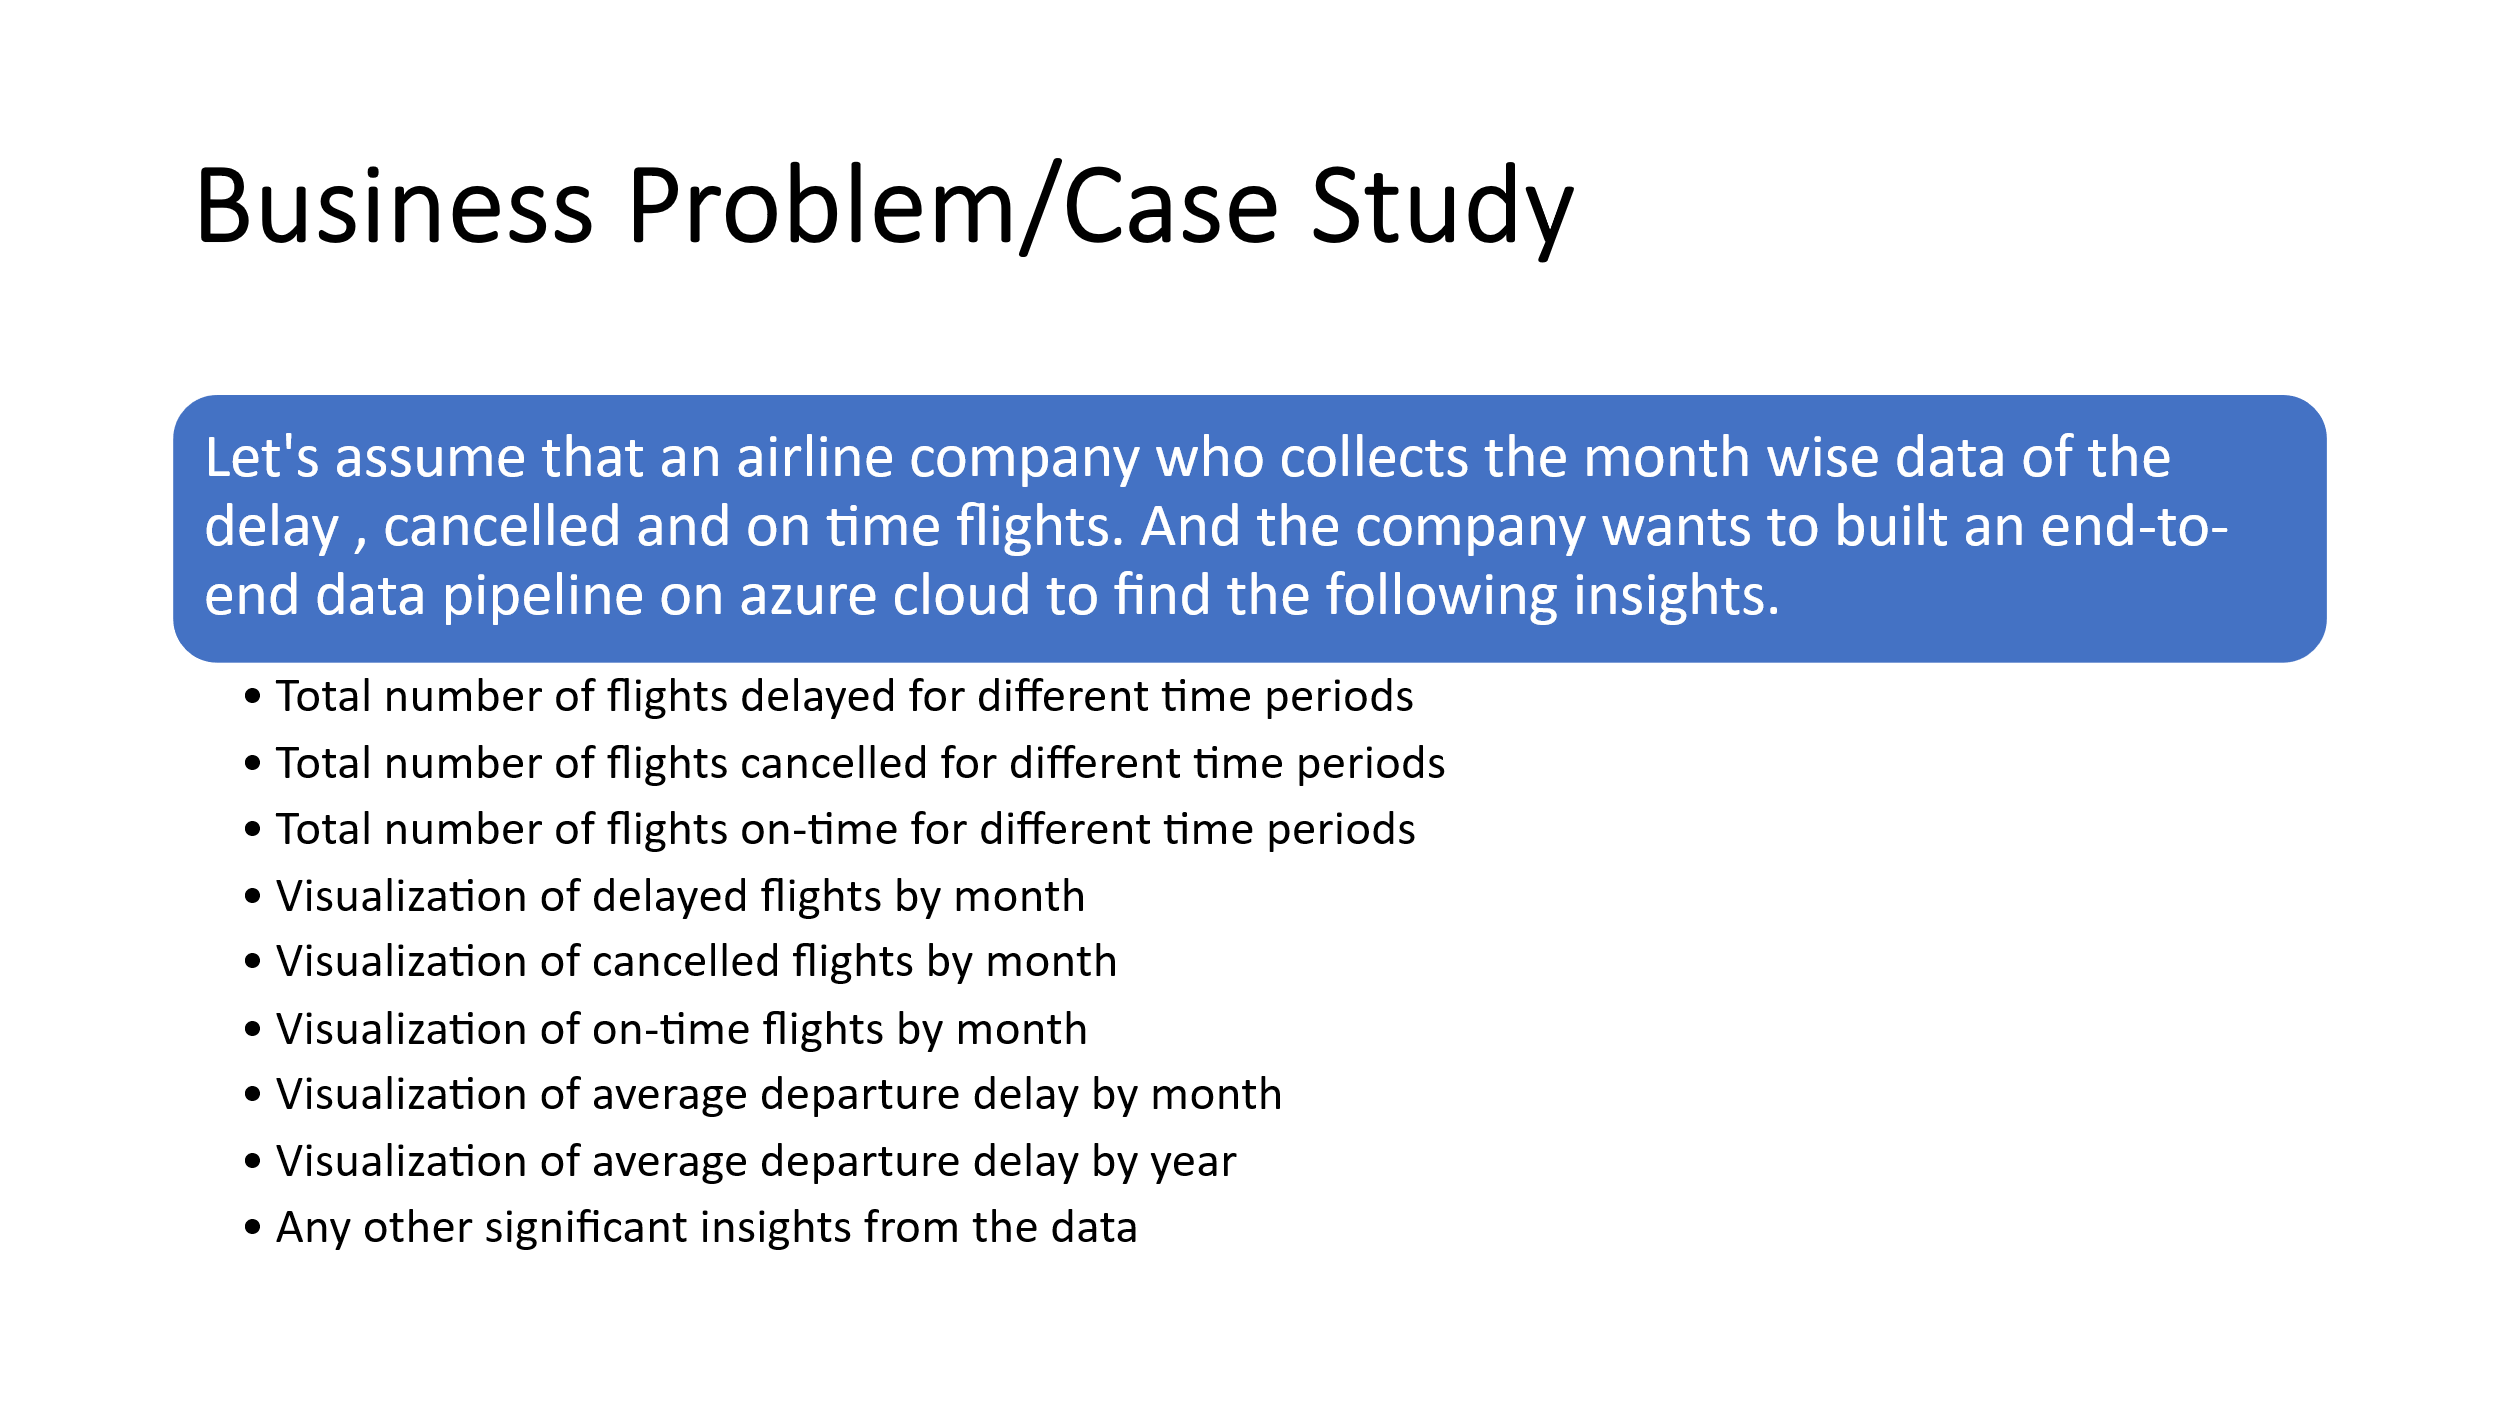 Business Problem/Case Study
Let's assume that an airline company who collects the month wise data of the
delay , cancelled and on time flights. And the company wants to built an end-to-
end data pipeline on azure cloud to find the following insights.
• Total number of flights delayed for different time periods
• Total number of flights cancelled for different time periods
• Total number of flights on-time for different time periods
• Visualization of delayed flights by month
• Visualization of cancelled flights by month
• Visualization of on-time flights by month
• Visualization of average departure delay by month
• Visualization of average departure delay by year
• Any other significant insights from the data